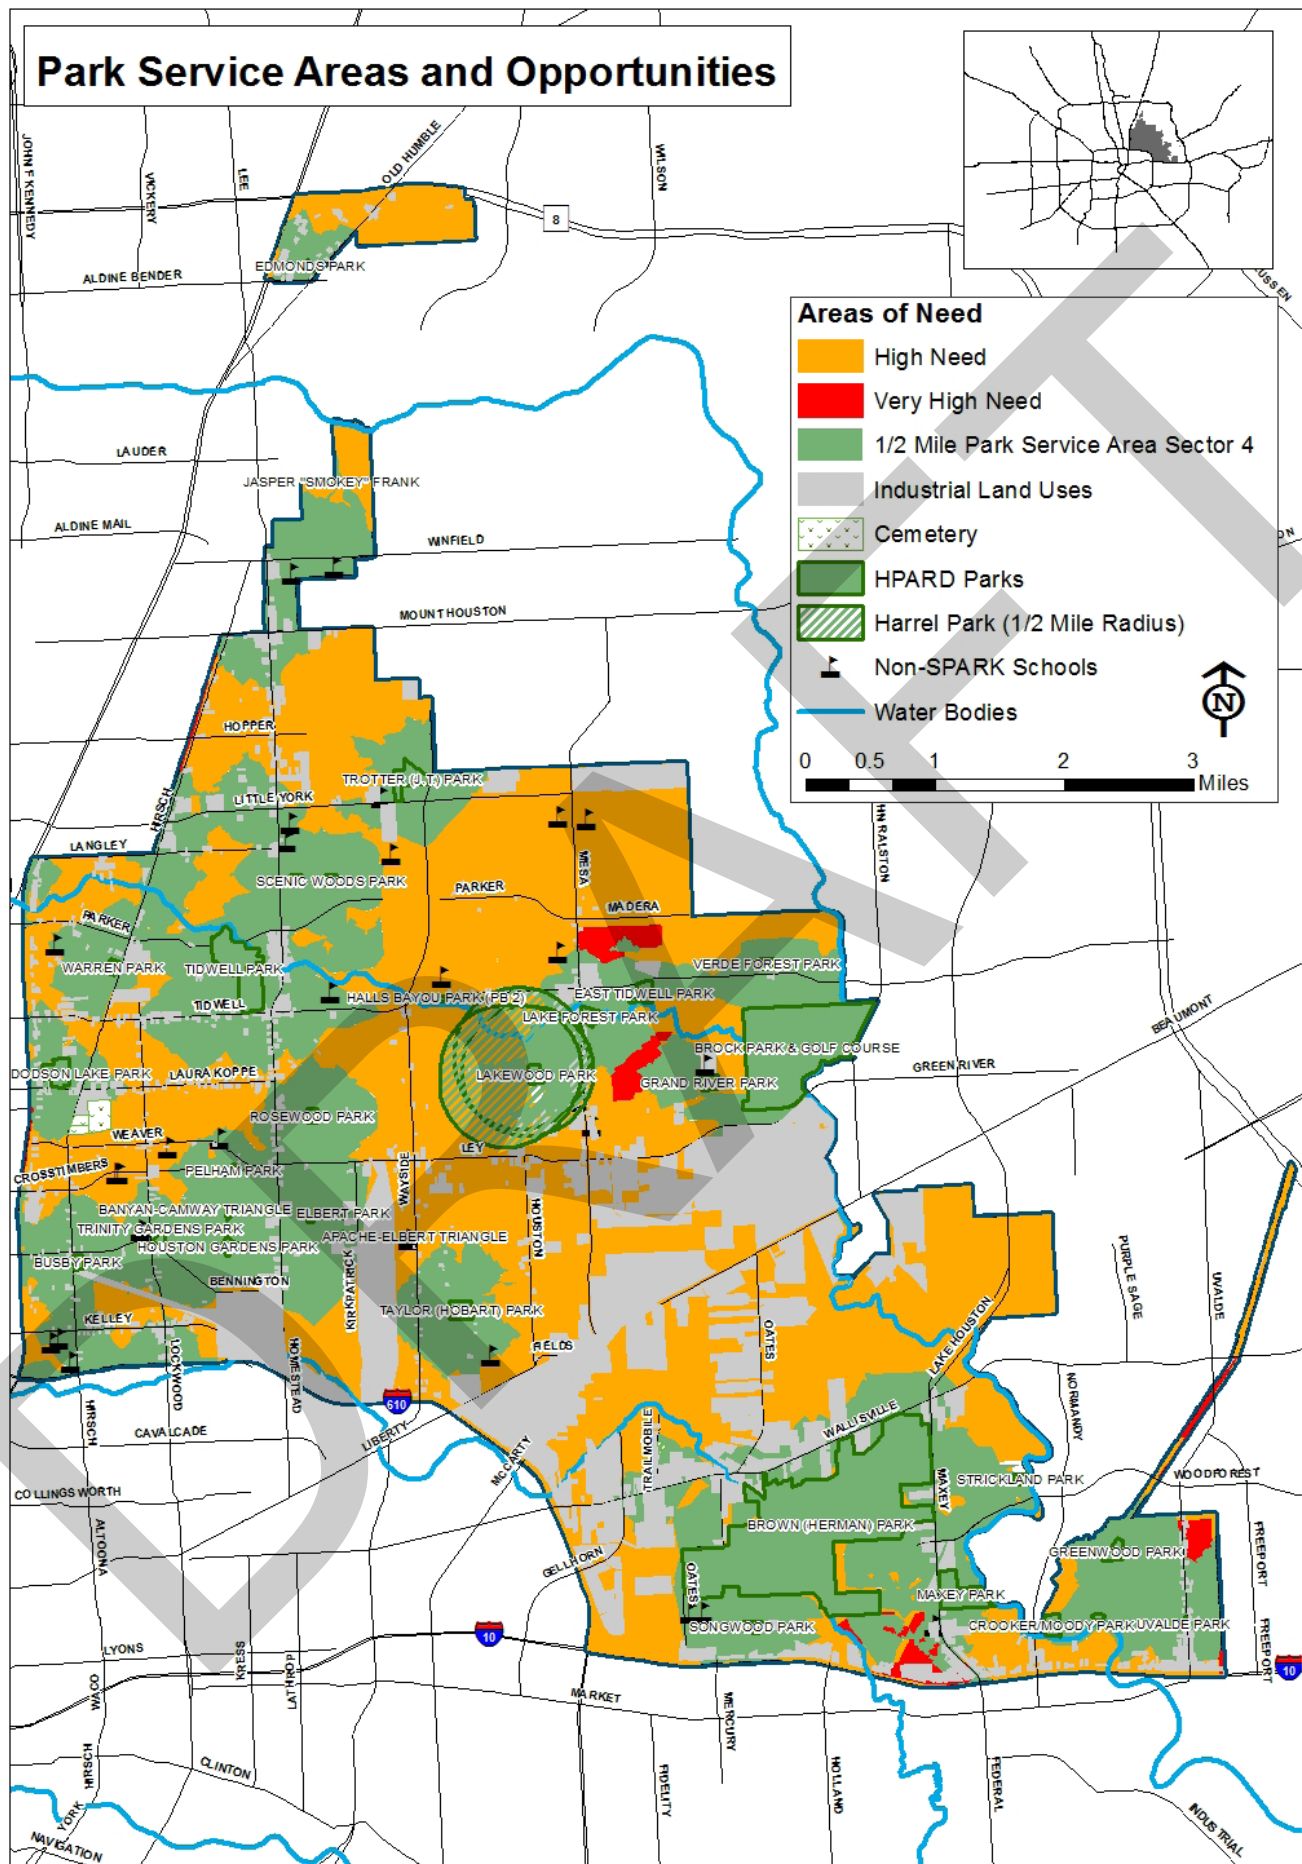 Park Service Areas and Opportunities
JOHN F KENNEDY
VICKERY
LEE
OLD HUMBLE
WILSON
8
EDMONDS PARK
ALDINE BENDER
Areas of Need
High Need
Very High Need
1/2 Mile Park Service Area Sector 4
Industrial Land Uses
Cemetery
HPARD Parks
Harrel Park (1/2 Mile Radius)
Non-SPARK Schools
Water Bodies
N
0 0.5 1 2 3
Miles
LAUDER
JASPER "SMOKEY" FRANK
ALDINE MAIL
WINFIELD
MOUNT HOUSTON
HOPPER
TROTTER (J.T.) PARK
LITTLE YORK
HIRSCH
LANGLEY
MESA
SCENIC WOODS PARK
PARKER
MADERA
PARKER
WARREN PARK
TIDWELL PARK
VERDE FOREST PARK
TIDWELL
HALLS BAYOU PARK (PB 2)
EAST TIDWELL PARK
LAKE FOREST PARK
BROCK PARK & GOLF COURSE
BEAUMONT
GREEN RIVER
DODSON LAKE PARK
LAURA KOPPE
LAKEWOOD PARK
GRAND RIVER PARK
ROSEWOOD PARK
WEAVER
LEY
CROSSTIMBERS
PELHAM PARK
WAYSIDE
BANYAN-CAMWAY TRIANGLE
ELBERT PARK
TRINITY GARDENS PARK
HOUSTON
APACHE-ELBERT TRIANGLE
HOUSTON GARDENS PARK
BUSBY PARK
BENNINGTON
KIRKPATRICK
PURPLE SAGE
UVALDE
TAYLOR (HOBART) PARK
KELLEY
LOCKWOOD
HOMESTEAD
FIELDS
OATES
LAKE HOUSTON
610
HIRSCH
CAVALCADE
LIBERTY
MCCARTY
TRAILMOBILE
WALLISVILLE
NORMANDY
COLLINGSWORTH
MAXEY
STRICKLAND PARK
WOODFOREST
ALTOONA
BROWN (HERMAN) PARK
GELLHORN
GREENWOOD PARK
FREEPORT
OATES
MAXEY PARK
SONGWOOD PARK
CROOKER/MOODY PARK
UVALDE PARK
FREEPORT
10
LYONS
KRESS
LATHROP
WACO
10
MARKET
MERCURY
HIRSCH
CLINTON
FIDELITY
HOLLAND
FEDERAL
YORK
INDUSTRIAL
NAVIGATION
DRAFT